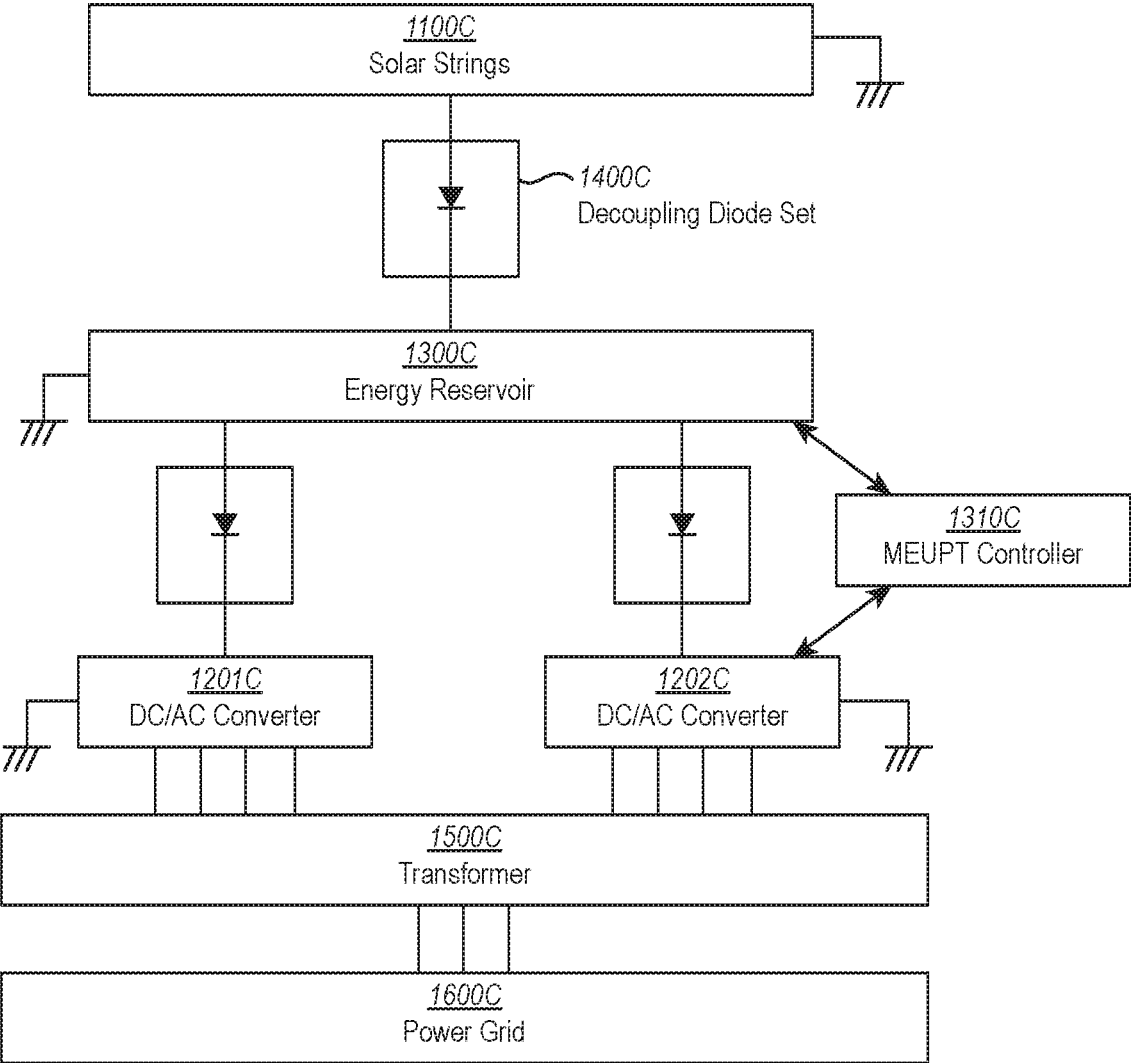 1100C
Solar Strings
1400C
Decoupling Diode Set
1300C
Energy Reservoir
1310C
MEUPT Controller
1201C
DC/AC Converter
1202C
DC/AC Converter
1500C
Transformer
1600C
Power Grid